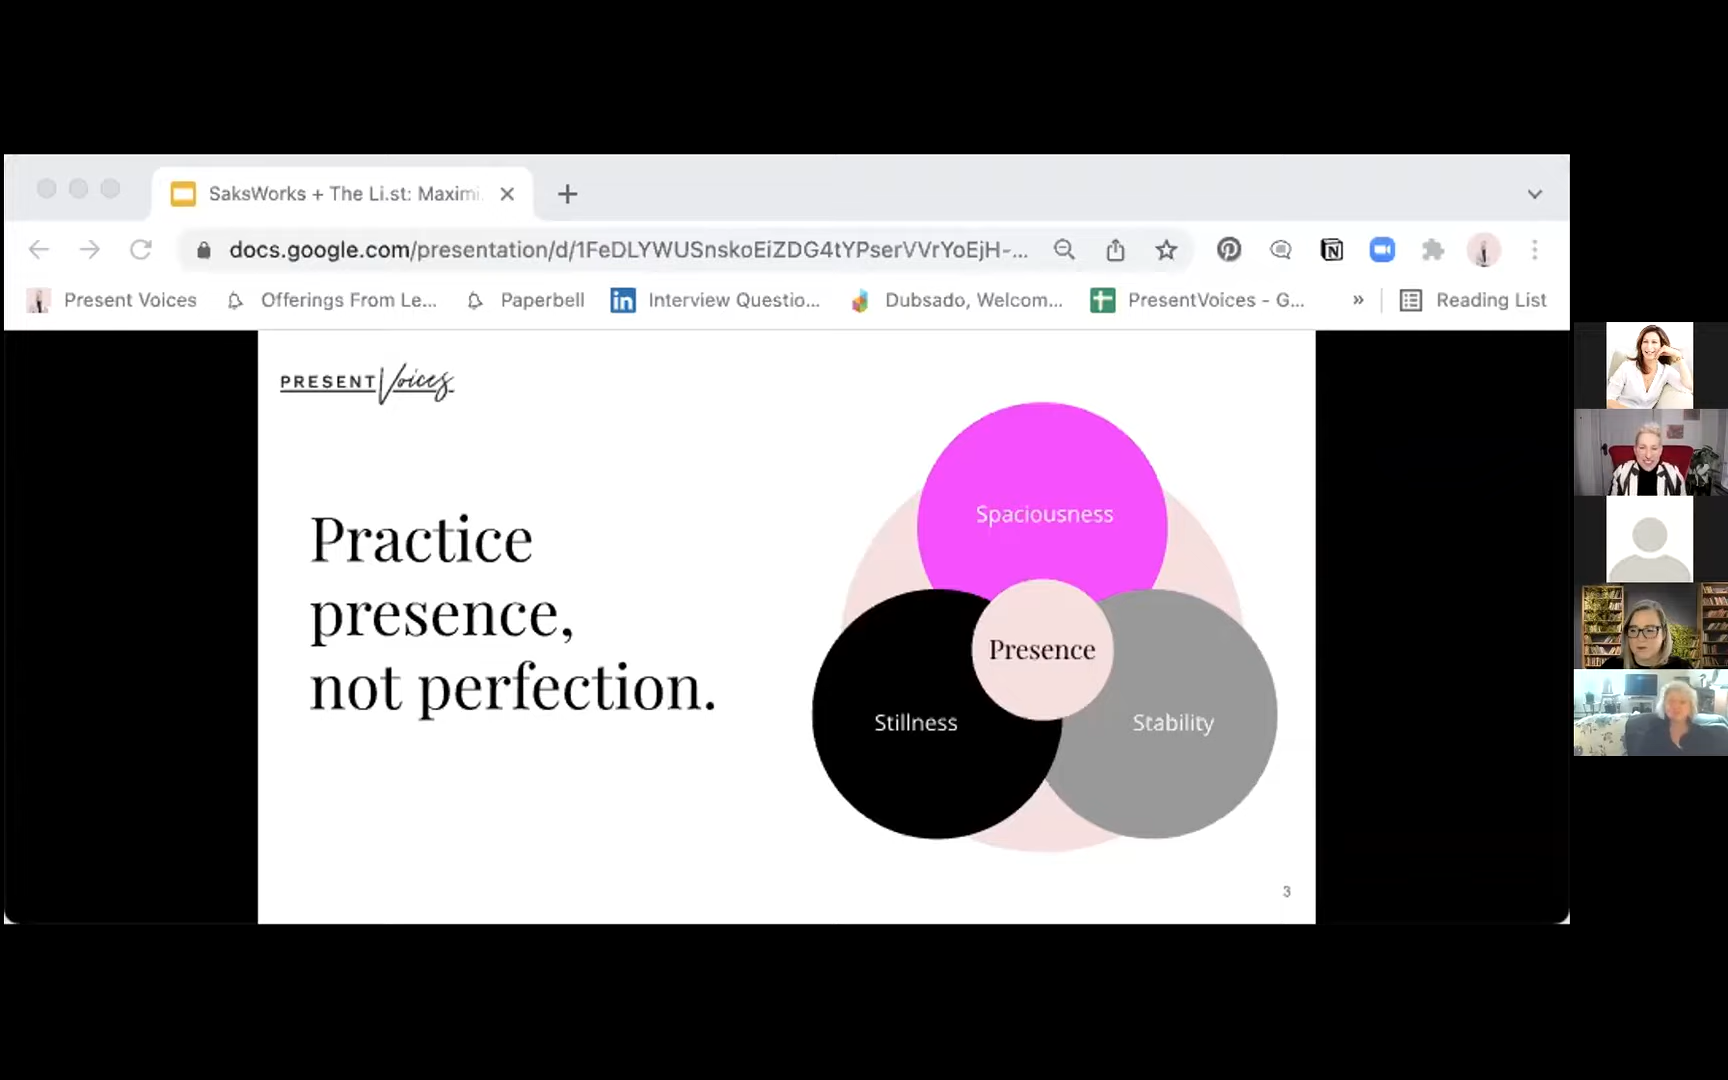 SaksWorks + The Li.st: Maximi
docs.google.com/presentation/d/1FeDLYWUSnskoEiZDG4tYPserVVrYoEjH-...
Present Voices
Offerings From Le...
Paperbell
Interview Questio...
Dubsado, Welcom...
PresentVoices - G...
»
Reading List
PRESENT Voices
Practice
presence,
not perfection.
Spaciousness
Presence
Stillness
Stability
3